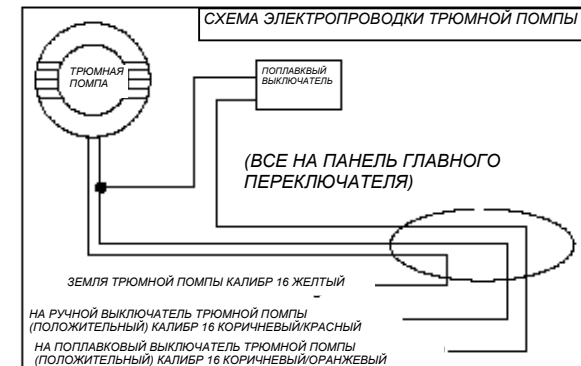 СХЕМА ЭЛЕКТРОПРОВОДКИ ТРЮМНОЙ ПОМПЫ
ТРЮМНАЯ
ПОМПА
ПОПЛАВКВЫЙ
ВЫКЛЮЧАТЕЛЬ
(ВСЕ НА ПАНЕЛЬ ГЛАВНОГО
ПЕРЕКЛЮЧАТЕЛЯ)
ЗЕМЛЯ ТРЮМНОЙ ПОМПЫ КАЛИБР 16 ЖЕЛТЫЙ
НА РУЧНОЙ ВЫКЛЮЧАТЕЛЬ ТРЮМНОЙ ПОМПЫ
(ПОЛОЖИТЕЛЬНЫЙ) КАЛИБР 16 КОРИЧНЕВЫЙ/КРАСНЫЙ
НА ПОПЛАВКОВЫЙ ВЫКЛЮЧАТЕЛЬ ТРЮМНОЙ ПОМПЫ
(ПОЛОЖИТЕЛЬНЫЙ) КАЛИБР 16 КОРИЧНЕВЫЙ/ОРАНЖЕВЫЙ